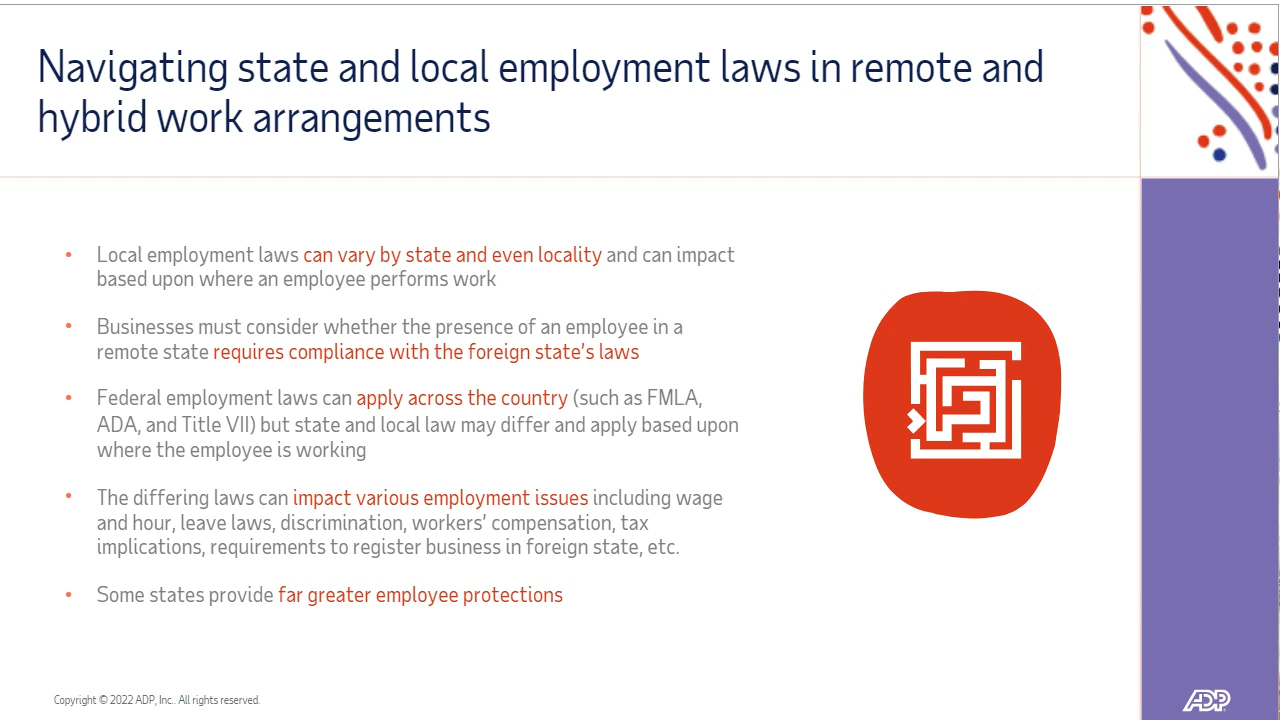 Navigating state and local employment laws in remote and
hybrid work arrangements
• Local employment laws can vary by state and even locality and can impact
based upon where an employee performs work
• Businesses must consider whether the presence of an employee in a
remote state requires compliance with the foreign state’s laws
• Federal employment laws can apply across the country (such as FMLA,
ADA, and Title VII) but state and local law may differ and apply based upon
where the employee is working
• The differing laws can impact various employment issues including wage
and hour, leave laws, discrimination, workers’ compensation, tax
implications, requirements to register business in foreign state, etc.
• Some states provide far greater employee protections
Copyright © 2022 ADP, Inc.. All rights reserved.
ADP